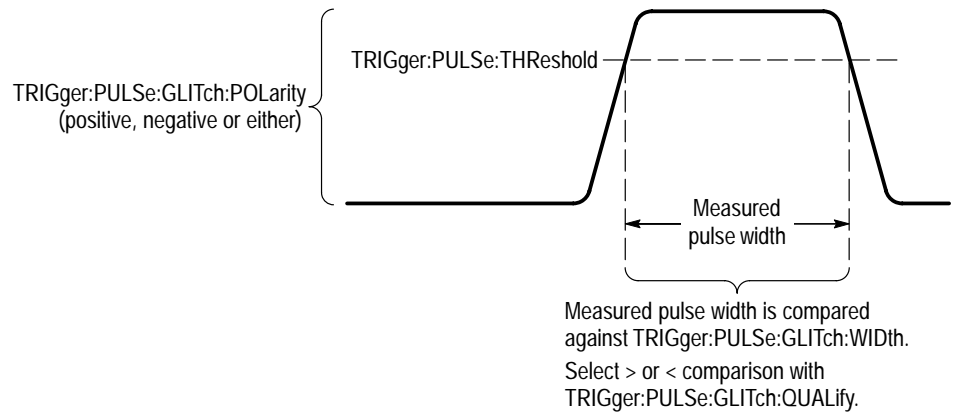 TRIGger:PULSe:THReshold
TRIGger:PULSe:GLITch:POLarity
(positive, negative or either)
Measured
pulse width
Measured pulse width is compared
against TRIGger:PULSe:GLITch:WIDth.
Select > or < comparison with
TRIGger:PULSe:GLITch:QUALify.